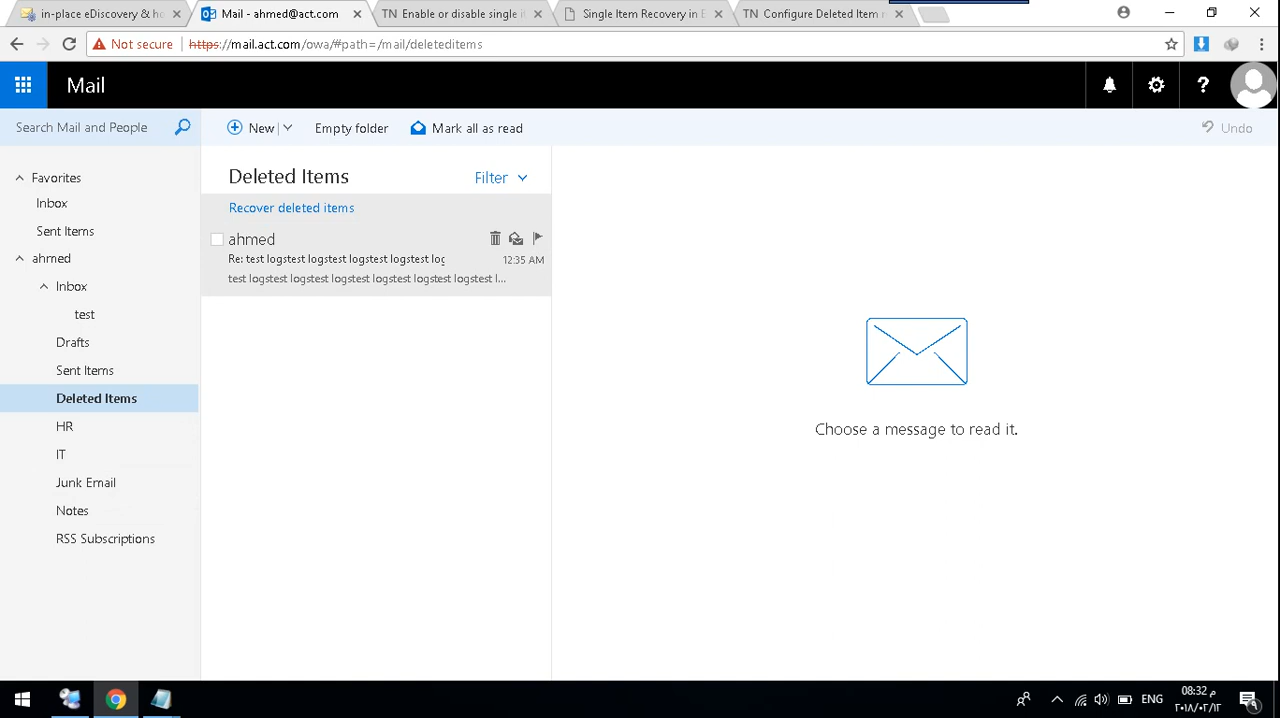 in-place eDiscovery & ho
Mail - ahmed@act.com
TN Enable or disable single it
Single Item Recovery in E
TN Configure Deleted Item r
Not secure
https://mail.act.com/owa/#path=/mail/deleteditems
Mail
Search Mail and People
New
Empty folder
Mark all as read
Undo
Favorites
Inbox
Sent Items
ahmed
Inbox
test
Drafts
Sent Items
Deleted Items
HR
IT
Junk Email
Notes
RSS Subscriptions
Deleted Items
Filter
Recover deleted items
ahmed
Re: test logstest logstest logstest logstest log
12:35 AM
test logstest logstest logstest logstest logstest logstest l...
Choose a message to read it.
ENG
08:32 م
٢٠١٨/٠٢/١٢